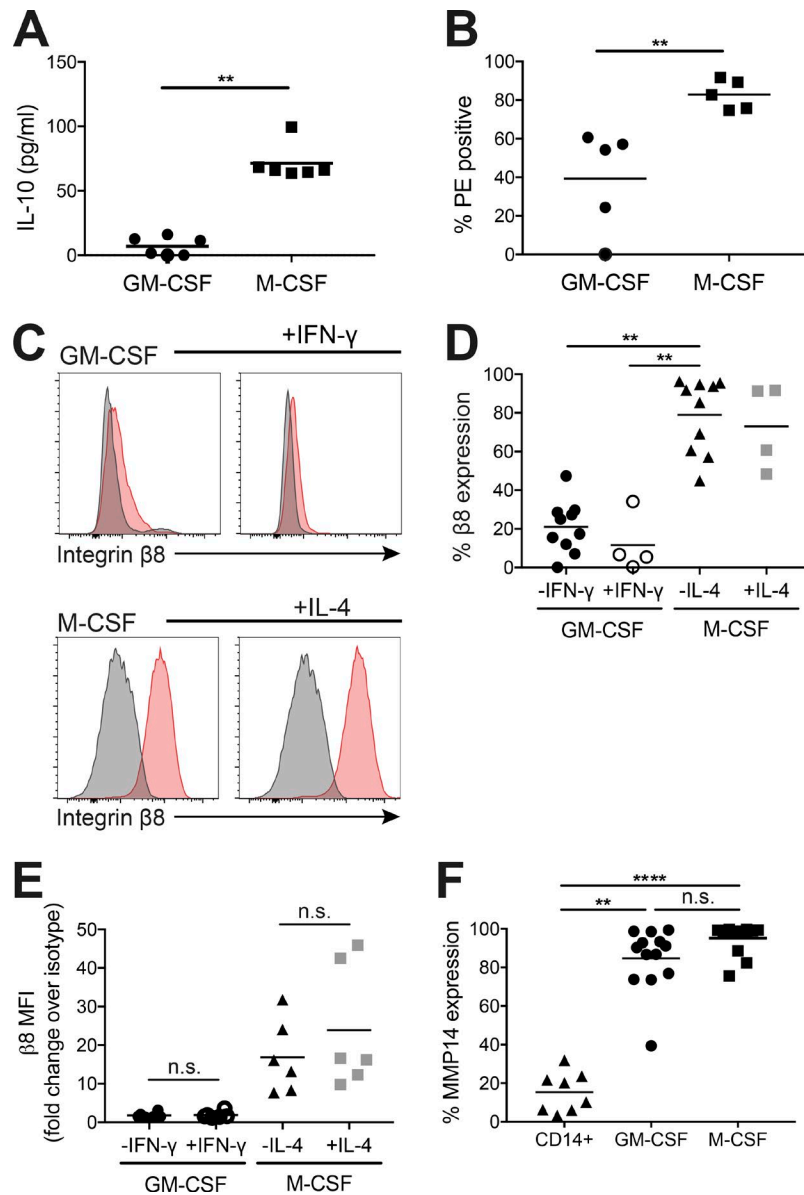 A
IL-10 (pg/ml)
150
100
50
0
**
GM-CSF M-CSF
B
% PE positive
100
80
60
40
20
0
**
GM-CSF M-CSF
C
GM-CSF +IFN-γ
Integrin β8
M-CSF +IL-4
Integrin β8
D
% β8 expression
100
80
60
40
20
0
**
**
-IFN-γ +IFN-γ -IL-4 +IL-4
GM-CSF M-CSF
E
β8 MFI
(fold change over isotype)
50
40
30
20
10
0
n.s.
n.s.
-IFN-γ +IFN-γ -IL-4 +IL-4
GM-CSF M-CSF
F
% MMP14 expression
100
80
60
40
20
0
****
** n.s.
CD14+ GM-CSF M-CSF